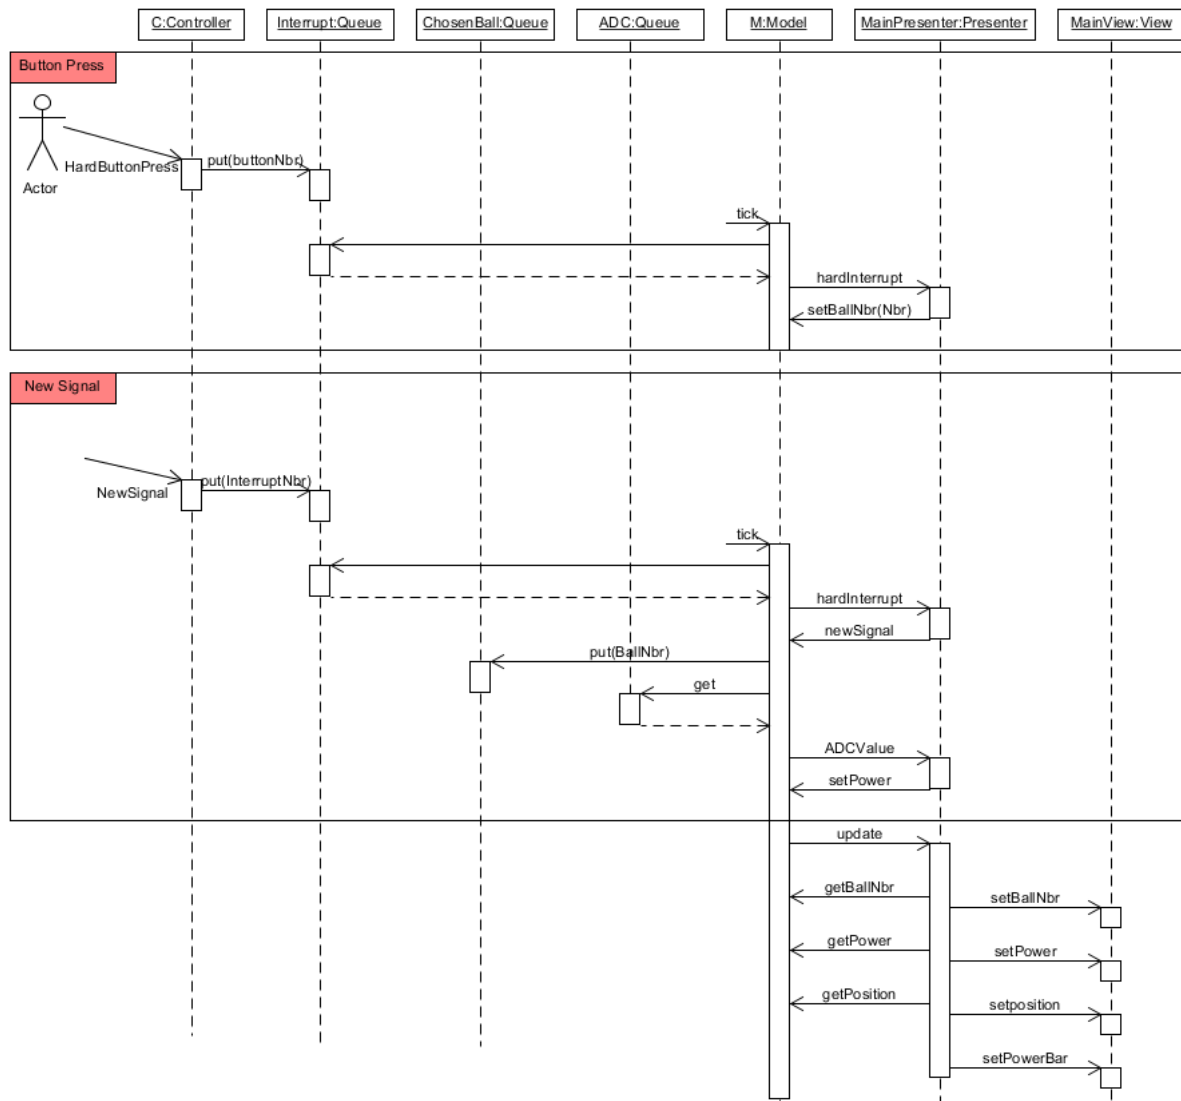 C:Controller
Interrupt:Queue
ChosenBall:Queue
ADC:Queue
M:Model
MainPresenter:Presenter
MainView:View
Button Press
HardButtonPress
put(buttonNbr)
Actor
tick
hardInterrupt
setBallNbr(Nbr)
New Signal
NewSignal
put(InterruptNbr)
tick
hardInterrupt
newSignal
put(BallNbr)
get
ADCValue
setPower
update
getBallNbr
setBallNbr
getPower
setPower
getPosition
setposition
setPowerBar